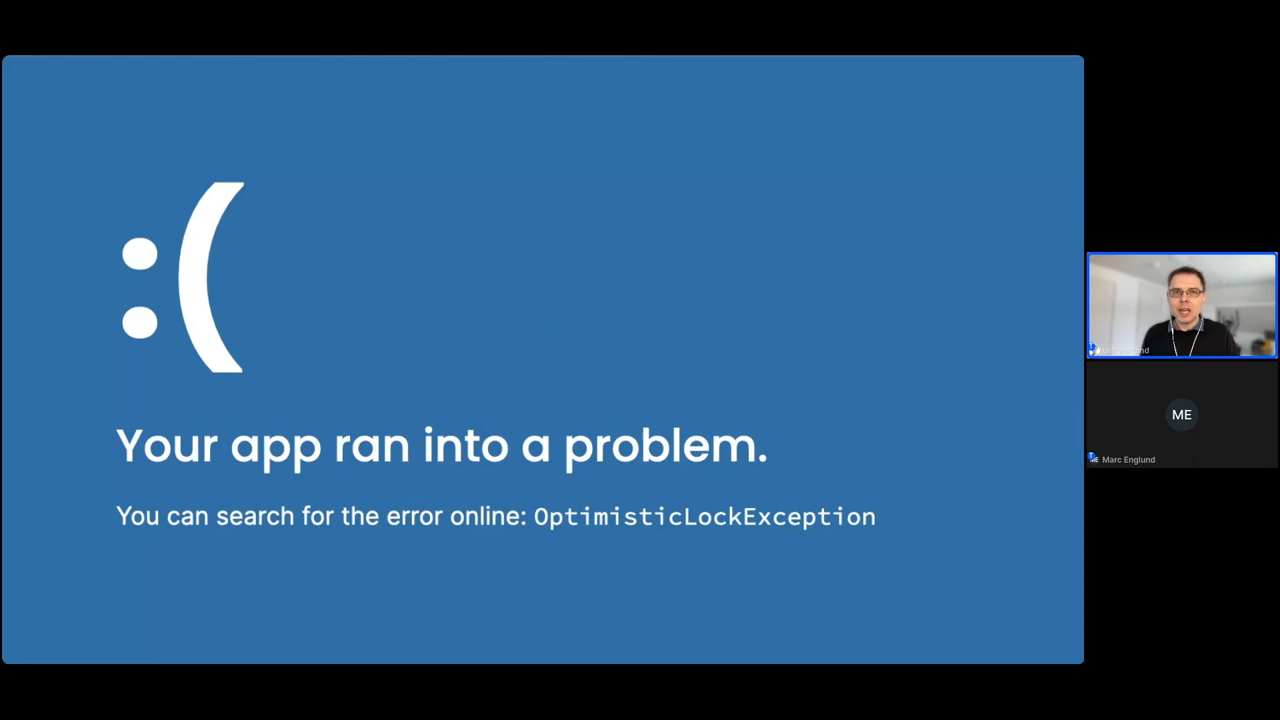 :(
Your app ran into a problem.
You can search for the error online: OptimisticLockException
ME
Marc Englund